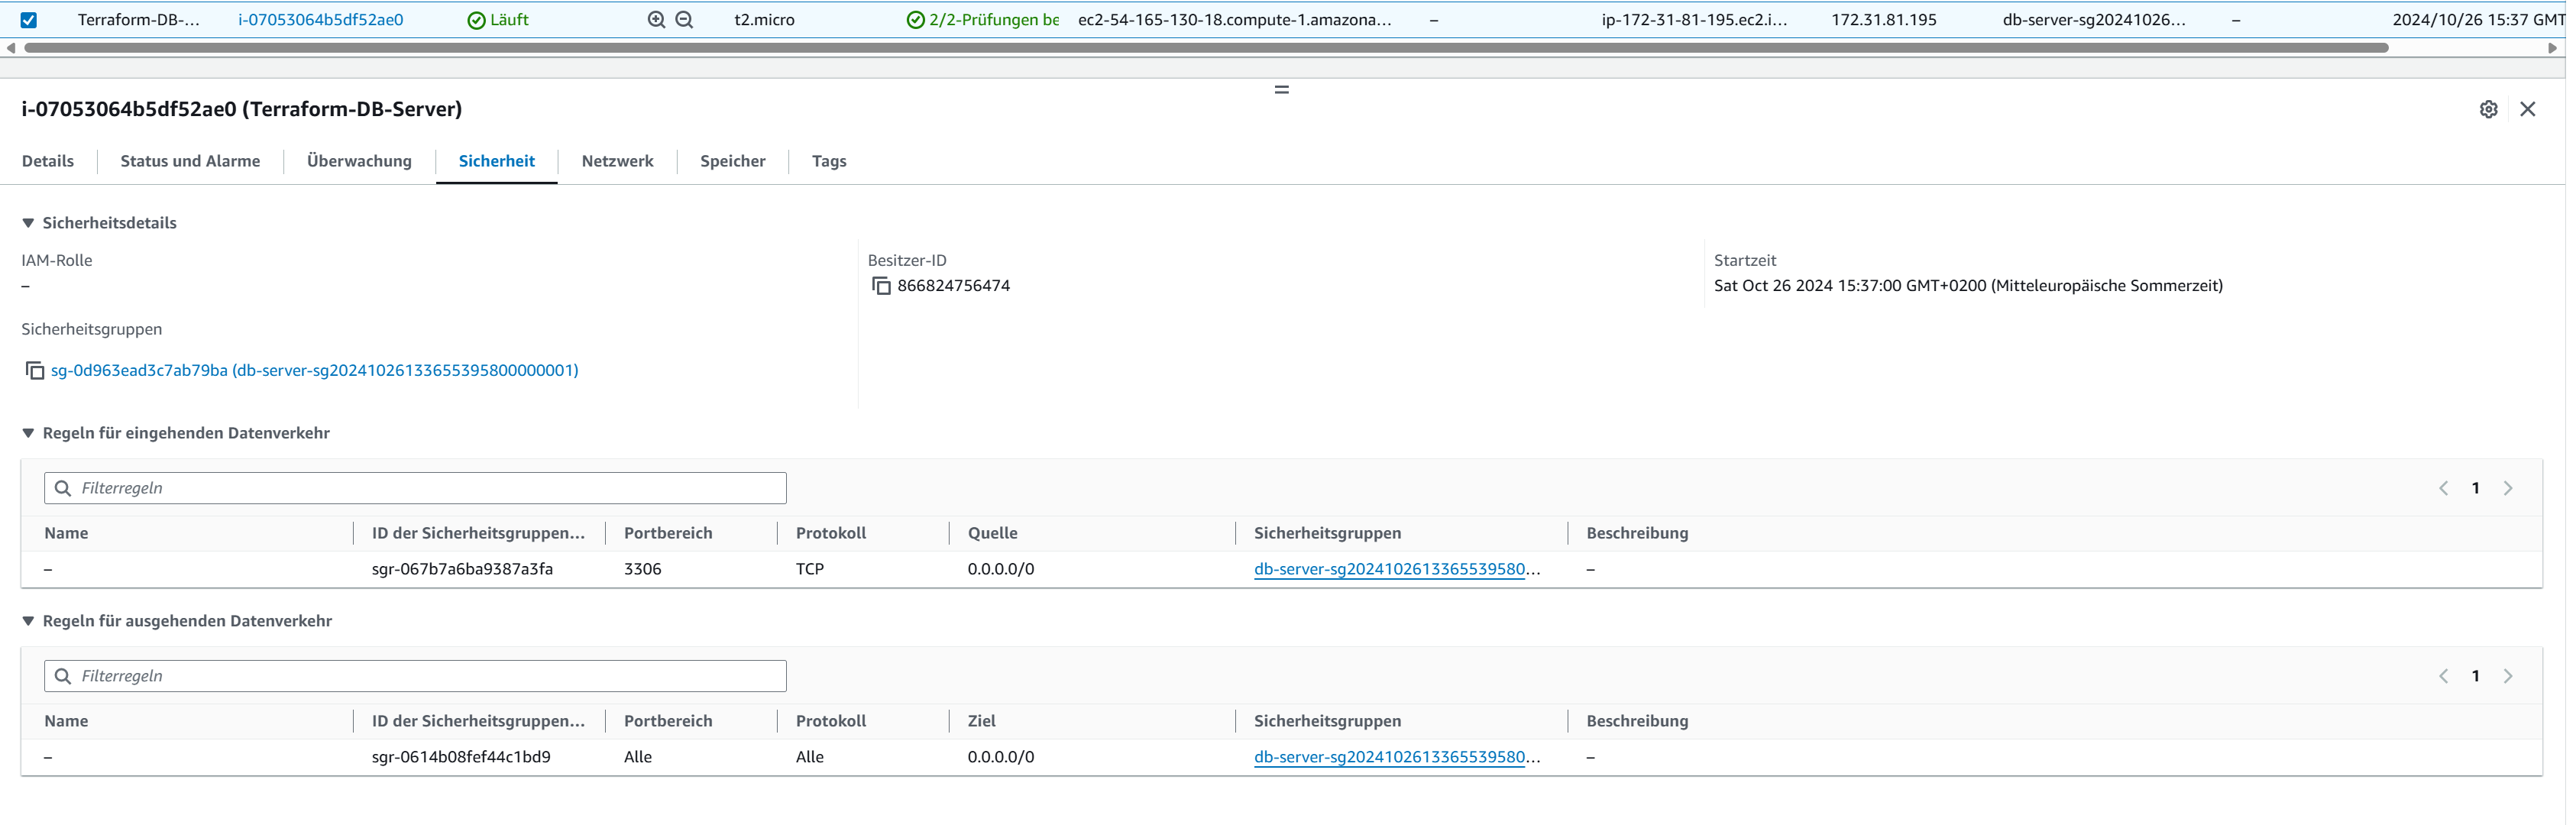 Terraform-DB-... i-07053064b5df52ae0 Läuft t2.micro 2/2-Prüfungen be ec2-54-165-130-18.compute-1.amazona... – ip-172-31-81-195.ec2.i... 172.31.81.195 db-server-sg20241026... – 2024/10/26 15:37 GMT
i-07053064b5df52ae0 (Terraform-DB-Server)
Details Status und Alarme Überwachung Sicherheit Netzwerk Speicher Tags
Sicherheitsdetails
IAM-Rolle Besitzer-ID Startzeit
– 866824756474 Sat Oct 26 2024 15:37:00 GMT+0200 (Mitteleuropäische Sommerzeit)
Sicherheitsgruppen
sg-0d963ead3c7ab79ba (db-server-sg20241026133655395800000001)
Regeln für eingehenden Datenverkehr
Filterregeln 1
Name ID der Sicherheitsgruppen... Portbereich Protokoll Quelle Sicherheitsgruppen Beschreibung
– sgr-067b7a6ba9387a3fa 3306 TCP 0.0.0.0/0 db-server-sg2024102613365539580... –
Regeln für ausgehenden Datenverkehr
Filterregeln 1
Name ID der Sicherheitsgruppen... Portbereich Protokoll Ziel Sicherheitsgruppen Beschreibung
– sgr-0614b08fef44c1bd9 Alle Alle 0.0.0.0/0 db-server-sg2024102613365539580... –